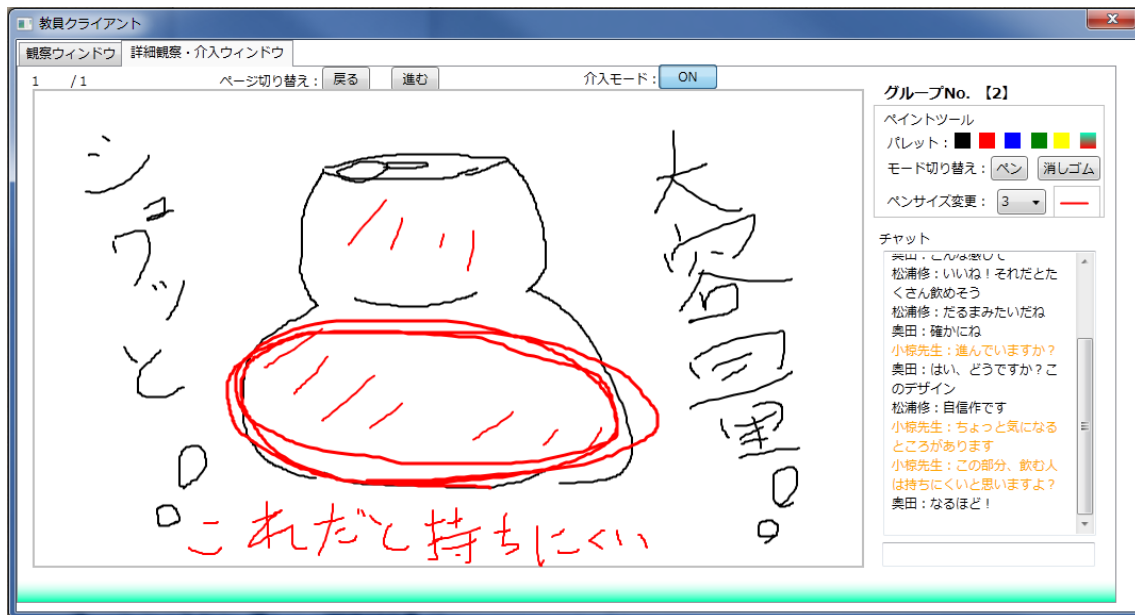 教員クライアント
観察ウィンドウ 詳細観察・介入ウィンドウ
1 /1 ページ切り替え: 戻る 進む 介入モード: ON
大容量!
シュワッと!
これだと持ちにくい
グループNo. 【2】
ペイントツール
パレット:
モード切り替え: ペン 消しゴム
ペンサイズ変更: 3
チャット
奥田:こんな感じで
松浦修:いいね!それだとた
くさん飲めそう
松浦修:だるまみたいだね
奥田:確かにね
小椋先生:進んでいますか?
奥田:はい、どうですか?こ
のデザイン
松浦修:自信作です
小椋先生:ちょっと気になる
ところがあります
小椋先生:この部分、飲む人
は持ちにくいと思いますよ?
奥田:なるほど!